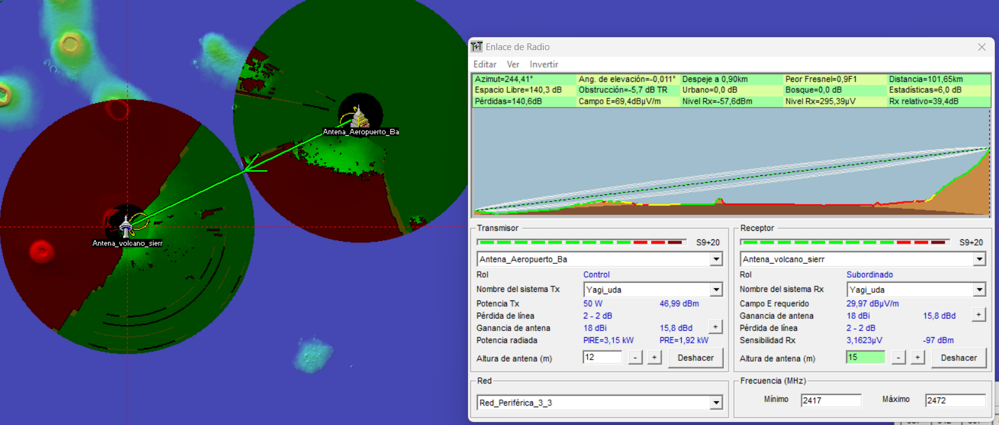 Antena_Aeropuerto_Ba
Antena_volcano_sierr
Enlace de Radio
Editar Ver Invertir
Azimut=244,41° Ang. de elevación=-0,011° Despeje a 0,90km Peor Fresnel=0,9F1 Distancia=101,65km
Espacio Libre=140,3 dB Obstrucción=-5,7 dB TR Urbano=0,0 dB Bosque=0,0 dB Estadísticas=6,0 dB
Pérdidas=140,6dB Campo E=69,4dBµV/m Nivel Rx=-57,6dBm Nivel Rx=295,39µV Rx relativo=39,4dB
Transmisor
S9+20
Antena_Aeropuerto_Ba
Rol Control
Nombre del sistema Tx Yagi_uda
Potencia Tx 50 W 46,99 dBm
Pérdida de línea 2 - 2 dB
Ganancia de antena 18 dBi 15,8 dBd +
Potencia radiada PIRE=3,15 kW PRE=1,92 kW
Altura de antena (m) 12 - + Deshacer
Receptor
S9+20
Antena_volcano_sierr
Rol Subordinado
Nombre del sistema Rx Yagi_uda
Campo E requerido 29,97 dBµV/m
Ganancia de antena 18 dBi 15,8 dBd +
Pérdida de línea 2 - 2 dB
Sensibilidad Rx 3,1623µV -97 dBm
Altura de antena (m) 15 - + Deshacer
Red
Red_Periférica_3_3
Frecuencia (MHz)
Mínimo 2417 Máximo 2472